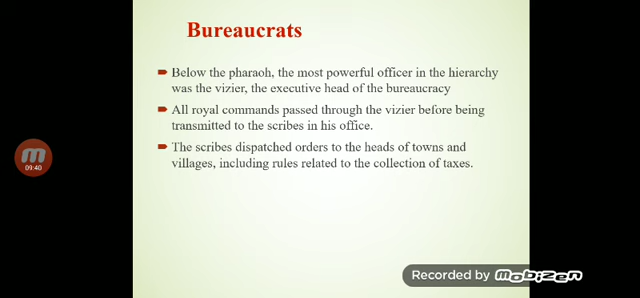 Bureaucrats
Below the pharaoh, the most powerful officer in the hierarchy
was the vizier, the executive head of the bureaucracy
All royal commands passed through the vizier before being
transmitted to the scribes in his office.
The scribes dispatched orders to the heads of towns and
villages, including rules related to the collection of taxes.
09:40
Recorded by mobizen